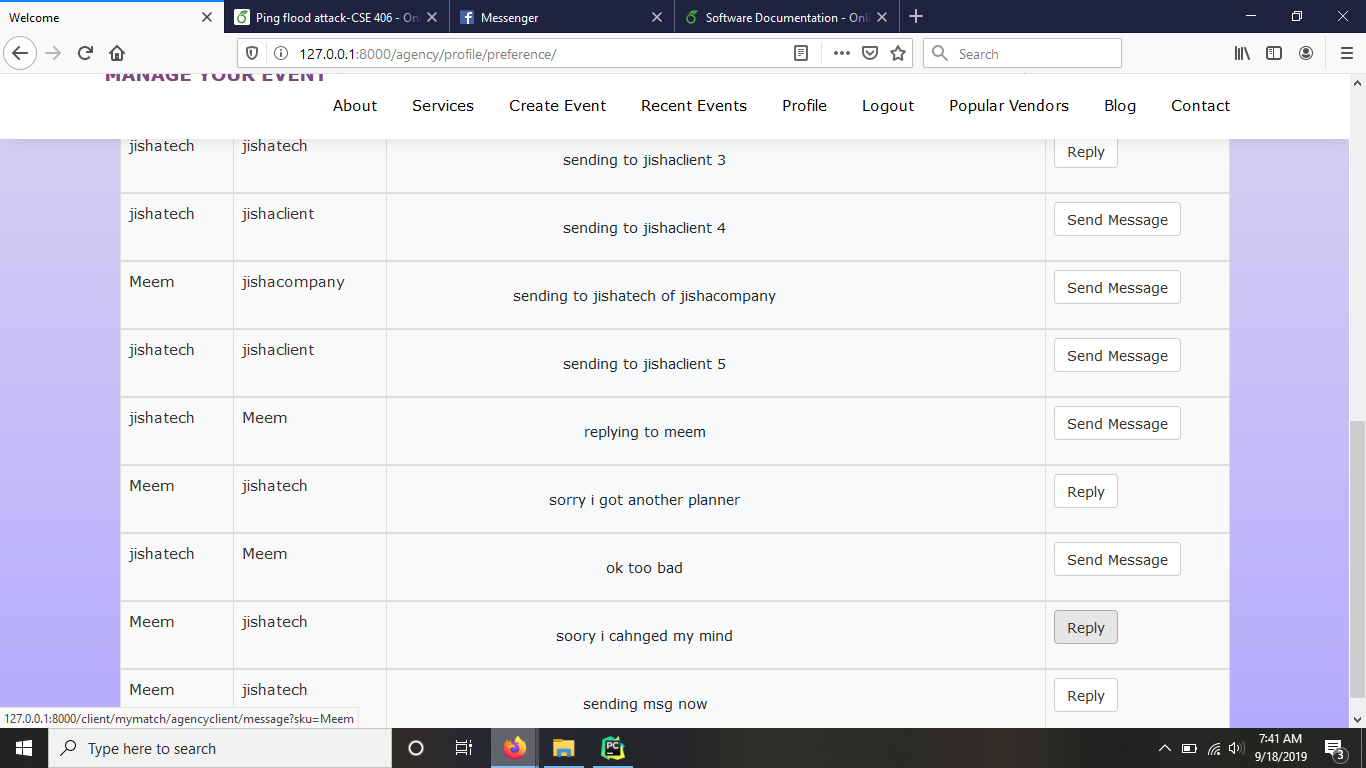 Welcome
Ping flood attack-CSE 406 - Onl
Messenger
Software Documentation - Onli
127.0.0.1:8000/agency/profile/preference/
Search
MANAGE YOUR EVENT
About Services Create Event Recent Events Profile Logout Popular Vendors Blog Contact
jishatech jishatech sending to jishaclient 3 Reply
jishatech jishaclient sending to jishaclient 4 Send Message
Meem jishacompany sending to jishatech of jishacompany Send Message
jishatech jishaclient sending to jishaclient 5 Send Message
jishatech Meem replying to meem Send Message
Meem jishatech sorry i got another planner Reply
jishatech Meem ok too bad Send Message
Meem jishatech soory i cahnged my mind Reply
Meem jishatech sending msg now Reply
127.0.0.1:8000/client/mymatch/agencyclient/message?sku=Meem
Type here to search
PC
7:41 AM
9/18/2019
3